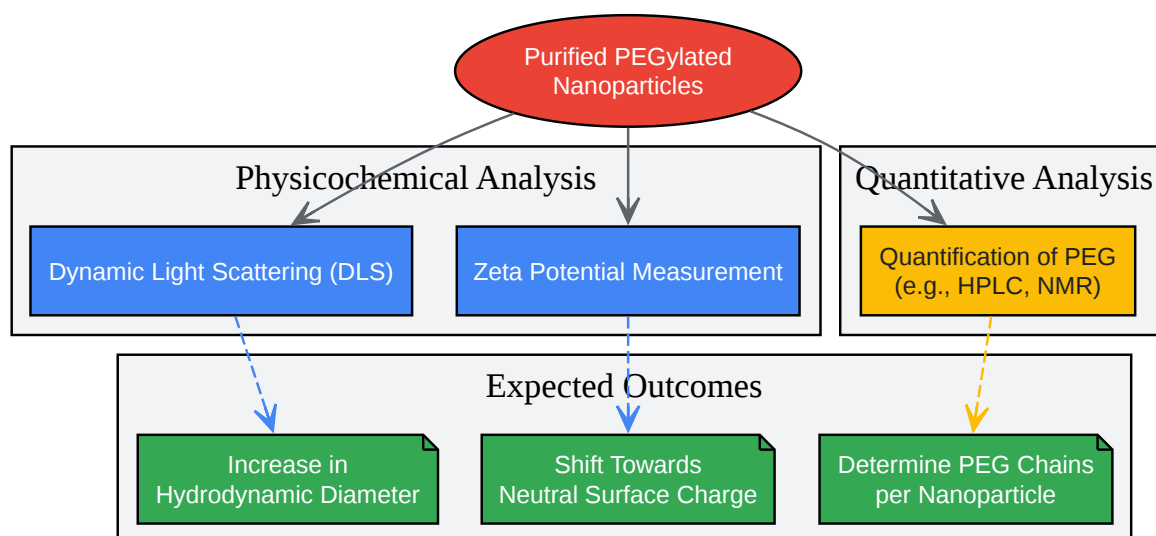 Purified PEGylated
Nanoparticles
Physicochemical Analysis
Quantitative Analysis
Dynamic Light Scattering (DLS)
Zeta Potential Measurement
Quantification of PEG
(e.g., HPLC, NMR)
Expected Outcomes
Increase in
Hydrodynamic Diameter
Shift Towards
Neutral Surface Charge
Determine PEG Chains
per Nanoparticle